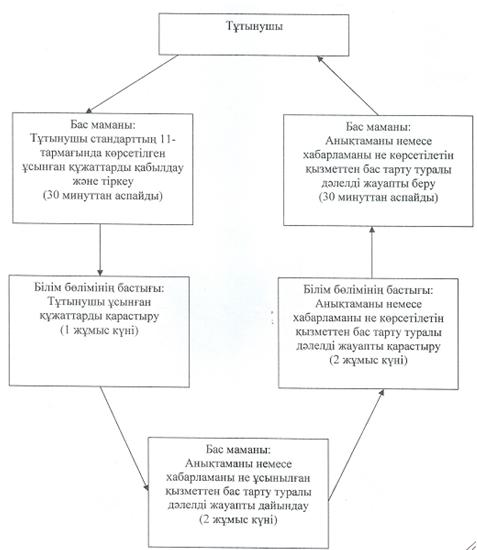 Тұтынушы
Бас маманы:
Тұтынушы стандарттың 11-
тармағында көрсетілген
ұсынған құжаттарды қабылдау
және тіркеу
(30 минуттан аспайды)
Білім бөлімінің бастығы:
Тұтынушы ұсынған
құжаттарды қарастыру
(1 жұмыс күні)
Бас маманы:
Анықтаманы немесе
хабарламаны не ұсынылған
қызметтен бас тарту туралы
дәлелді жауапты дайындау
(2 жұмыс күні)
Білім бөлімінің бастығы:
Анықтаманы немесе
хабарламаны не көрсетілетін
қызметтен бас тарту туралы
дәлелді жауапты қарастыру
(2 жұмыс күні)
Бас маманы:
Анықтаманы немесе
хабарламаны не көрсетілетін
қызметтен бас тарту туралы
дәлелді жауапты беру
(30 минуттан аспайды)